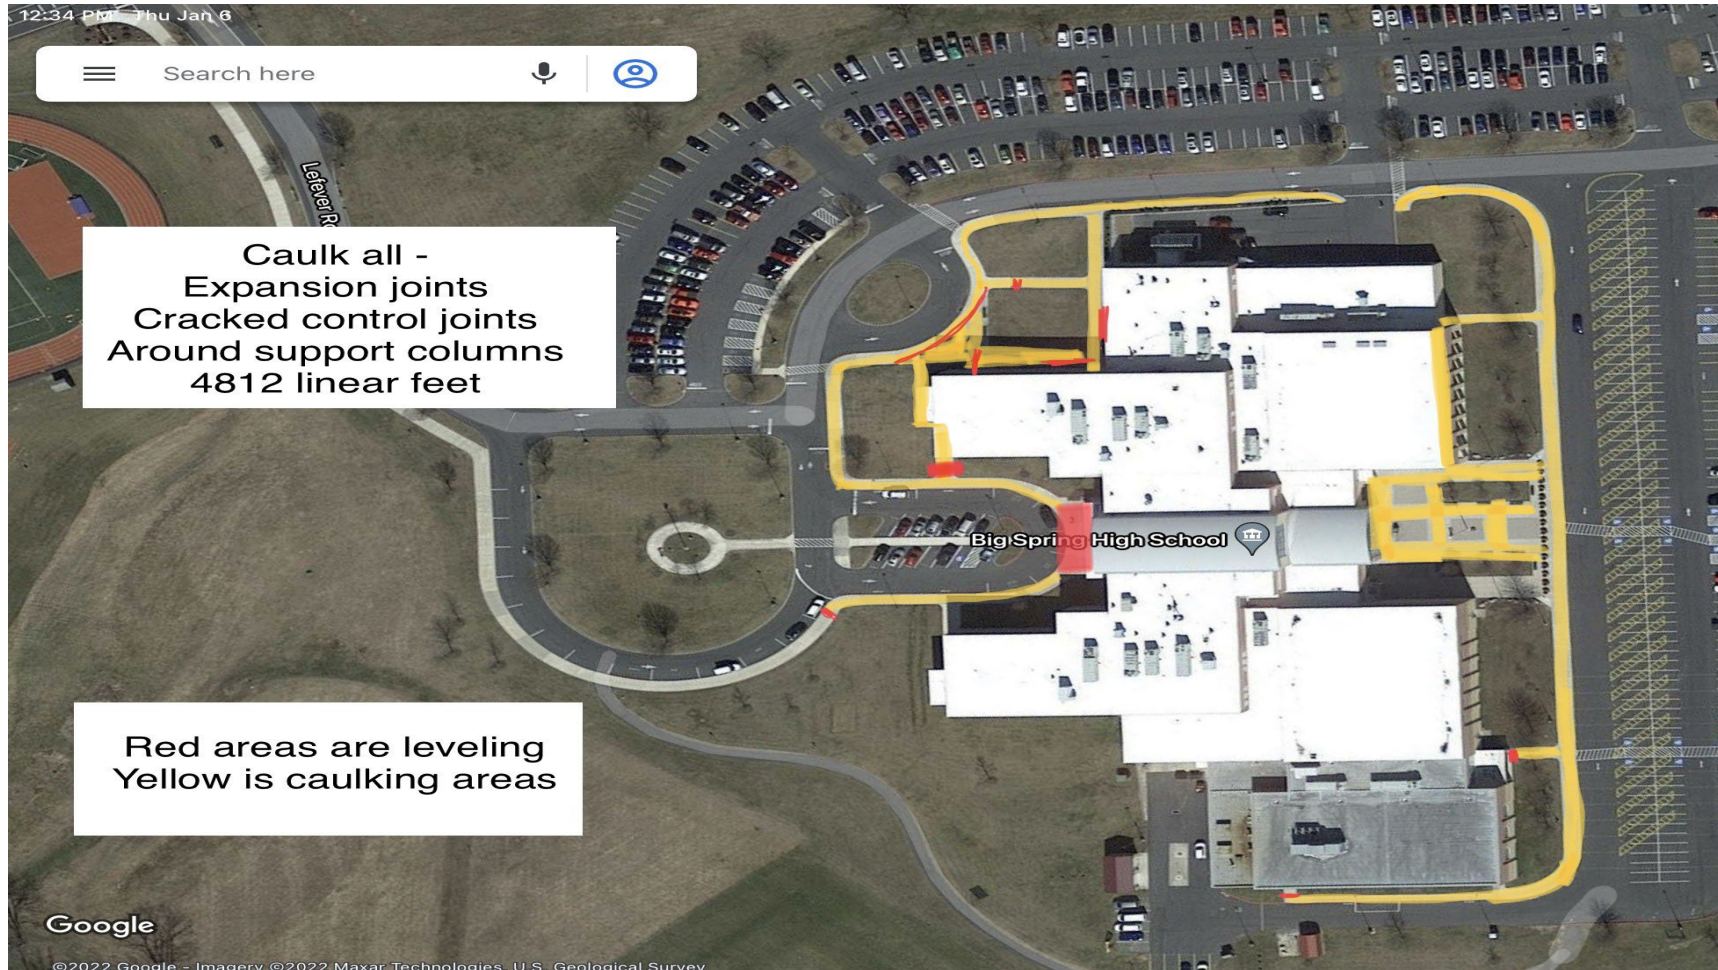 12:34 PM Thu Jan 6
Search here
Lefever
Caulk all -
Expansion joints
Cracked control joints
Around support columns
4812 linear feet
Big Spring High School
Red areas are leveling
Yellow is caulking areas
Google
©2022 Google - Imagery ©2022 Maxar Technologies, U.S. Geological Survey